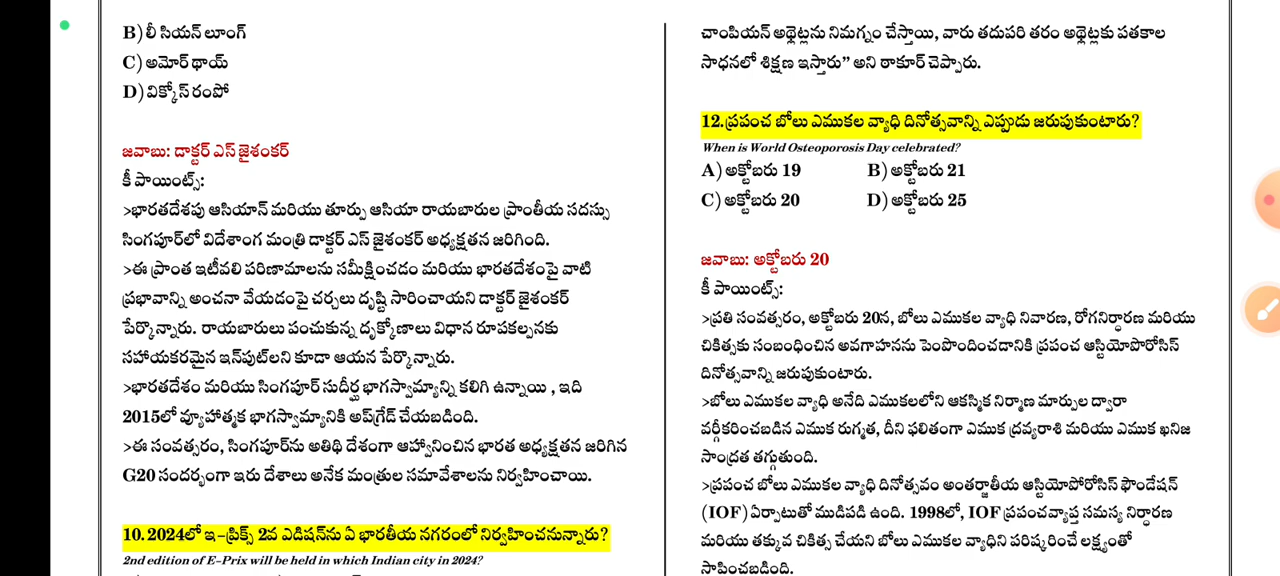 B) లీ సియన్ లూంగ్
C) అమోర్ థాయ్
D) విక్కోస్ రంపో
జవాబు: డాక్టర్ ఎస్ జైశంకర్
కీ పాయింట్స్:
>భారతదేశపు ఆసియాన్ మరియు తూర్పు ఆసియా రాయబారుల ప్రాంతీయ సదస్సు
సింగపూర్‌లో విదేశాంగ మంత్రి డాక్టర్ ఎస్ జైశంకర్ అధ్యక్షతన జరిగింది.
>ఈ ప్రాంత ఇటీవలి పరిణామాలను సమీక్షించడం మరియు భారతదేశంపై వాటి
ప్రభావాన్ని అంచనా వేయడంపై చర్చలు దృష్టి సారించాయని డాక్టర్ జైశంకర్
పేర్కొన్నారు. రాయబారులు పంచుకున్న దృక్కోణాలు విధాన రూపకల్పనకు
సహాయకరమైన ఇన్‌పుట్‌లని కూడా ఆయన పేర్కొన్నారు.
>భారతదేశం మరియు సింగపూర్ సుదీర్ఘ భాగస్వామ్యాన్ని కలిగి ఉన్నాయి , ఇది
2015లో వ్యూహాత్మక భాగస్వామ్యానికి అప్‌గ్రేడ్ చేయబడింది.
>ఈ సంవత్సరం, సింగపూర్‌ను అతిథి దేశంగా ఆహ్వానించిన భారత అధ్యక్షతన జరిగిన
G20 సందర్భంగా ఇరు దేశాలు అనేక మంత్రుల సమావేశాలను నిర్వహించాయి.
10. 2024లో ఇ-ప్రిక్స్ 2వ ఎడిషన్‌ను ఏ భారతీయ నగరంలో నిర్వహించనున్నారు?
2nd edition of E-Prix will be held in which Indian city in 2024?
చాంపియన్ అథ్లెట్లను నిమగ్నం చేస్తాయి, వారు తదుపరి తరం అథ్లెట్లకు పతకాల
సాధనలో శిక్షణ ఇస్తారు” అని ఠాకూర్ చెప్పారు.
12.ప్రపంచ బోలు ఎముకల వ్యాధి దినోత్సవాన్ని ఎప్పుడు జరుపుకుంటారు?
When is World Osteoporosis Day celebrated?
A) అక్టోబరు 19 B) అక్టోబరు 21
C) అక్టోబరు 20 D) అక్టోబరు 25
జవాబు: అక్టోబరు 20
కీ పాయింట్స్:
>ప్రతి సంవత్సరం, అక్టోబరు 20న, బోలు ఎముకల వ్యాధి నివారణ, రోగనిర్ధారణ మరియు
చికిత్సకు సంబంధించిన అవగాహనను పెంపొందించడానికి ప్రపంచ ఆస్టియోపొరోసిస్
దినోత్సవాన్ని జరుపుకుంటారు.
>బోలు ఎముకల వ్యాధి అనేది ఎముకలలోని ఆకస్మిక నిర్మాణ మార్పుల ద్వారా
వర్గీకరించబడిన ఎముక రుగ్మత, దీని ఫలితంగా ఎముక ద్రవ్యరాశి మరియు ఎముక ఖనిజ
సాంద్రత తగ్గుతుంది.
>ప్రపంచ బోలు ఎముకల వ్యాధి దినోత్సవం అంతర్జాతీయ ఆస్టియోపోరోసిస్ ఫౌండేషన్
(IOF) ఏర్పాటుతో ముడిపడి ఉంది. 1998లో, IOF ప్రపంచవ్యాప్త సమస్య నిర్ధారణ
మరియు తక్కువ చికిత్స చేయని బోలు ఎముకల వ్యాధిని పరిష్కరించే లక్ష్యంతో
స్థాపించబడింది.